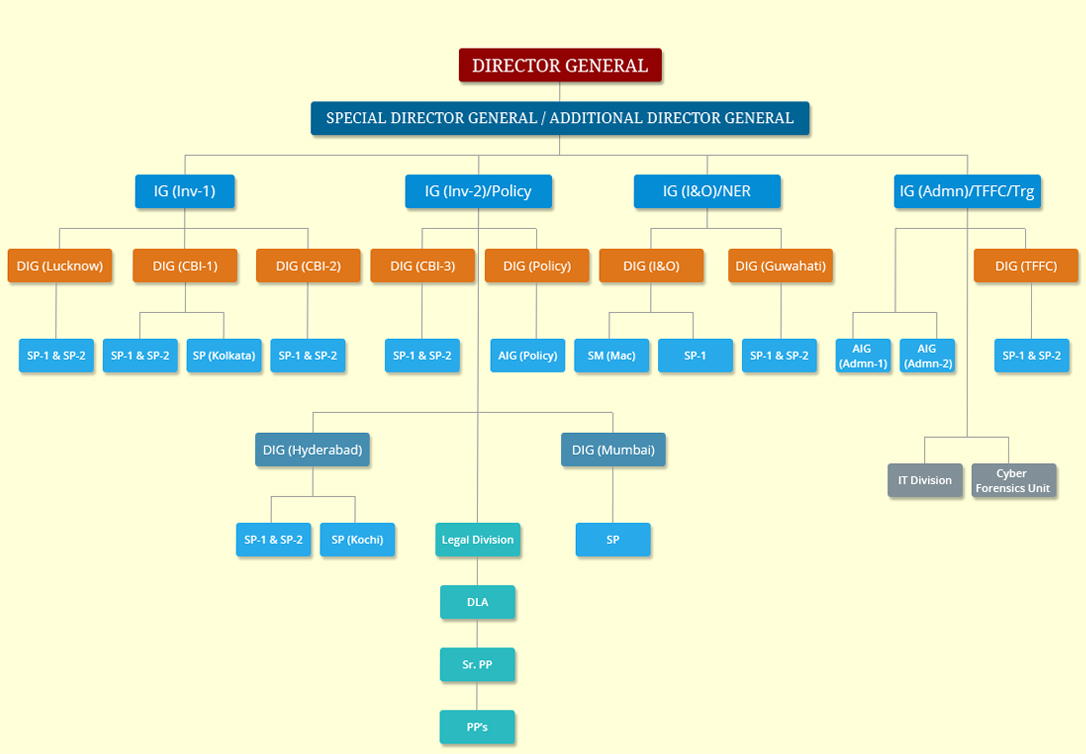 DIRECTOR GENERAL
SPECIAL DIRECTOR GENERAL / ADDITIONAL DIRECTOR GENERAL
IG (Inv-1)
IG (Inv-2)/Policy
IG (I&O)/NER
IG (Admn)/TFFC/Trg
DIG (Lucknow)
DIG (CBI-1)
DIG (CBI-2)
DIG (CBI-3)
DIG (Policy)
DIG (I&O)
DIG (Guwahati)
DIG (TFFC)
SP-1 & SP-2
SP-1 & SP-2
SP (Kolkata)
SP-1 & SP-2
SP-1 & SP-2
AIG (Policy)
SM (Mac)
SP-1
SP-1 & SP-2
AIG
(Admn-1)
AIG
(Admn-2)
SP-1 & SP-2
DIG (Hyderabad)
DIG (Mumbai)
IT Division
Cyber
Forensics Unit
SP-1 & SP-2
SP (Kochi)
Legal Division
SP
DLA
Sr. PP
PP's